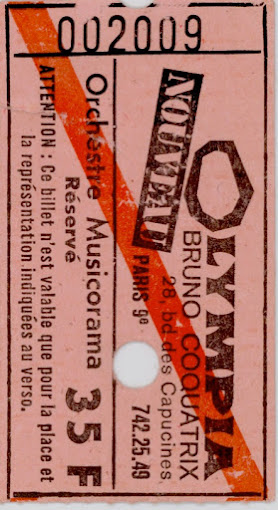 002009
NOUVEAU
OLYMPIA
BRUNO COQUATRIX
28, bd des Capucines
PARIS 9e 742.25.49
Orchestre Musicorama
Réservé 35 F
ATTENTION : Ce billet n'est valable que pour la place et
la représentation indiquées au verso.